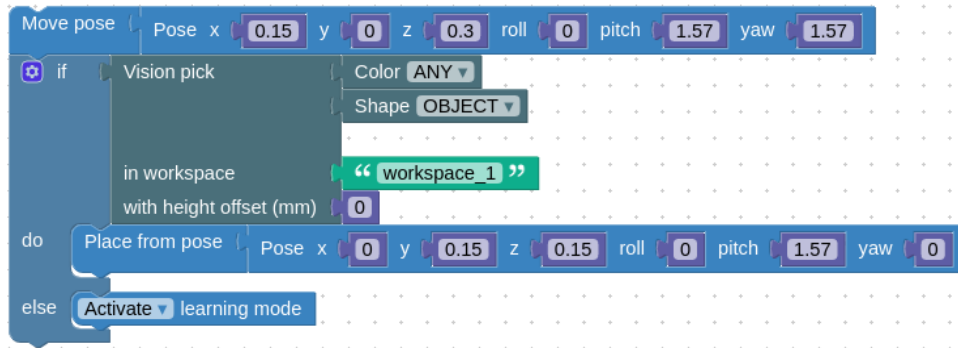 Move pose Pose x 0.15 y 0 z 0.3 roll 0 pitch 1.57 yaw 1.57
if Vision pick Color ANY
Shape OBJECT
in workspace “ workspace_1 ”
with height offset (mm) 0
do Place from pose Pose x 0 y 0.15 z 0.15 roll 0 pitch 1.57 yaw 0
else Activate learning mode